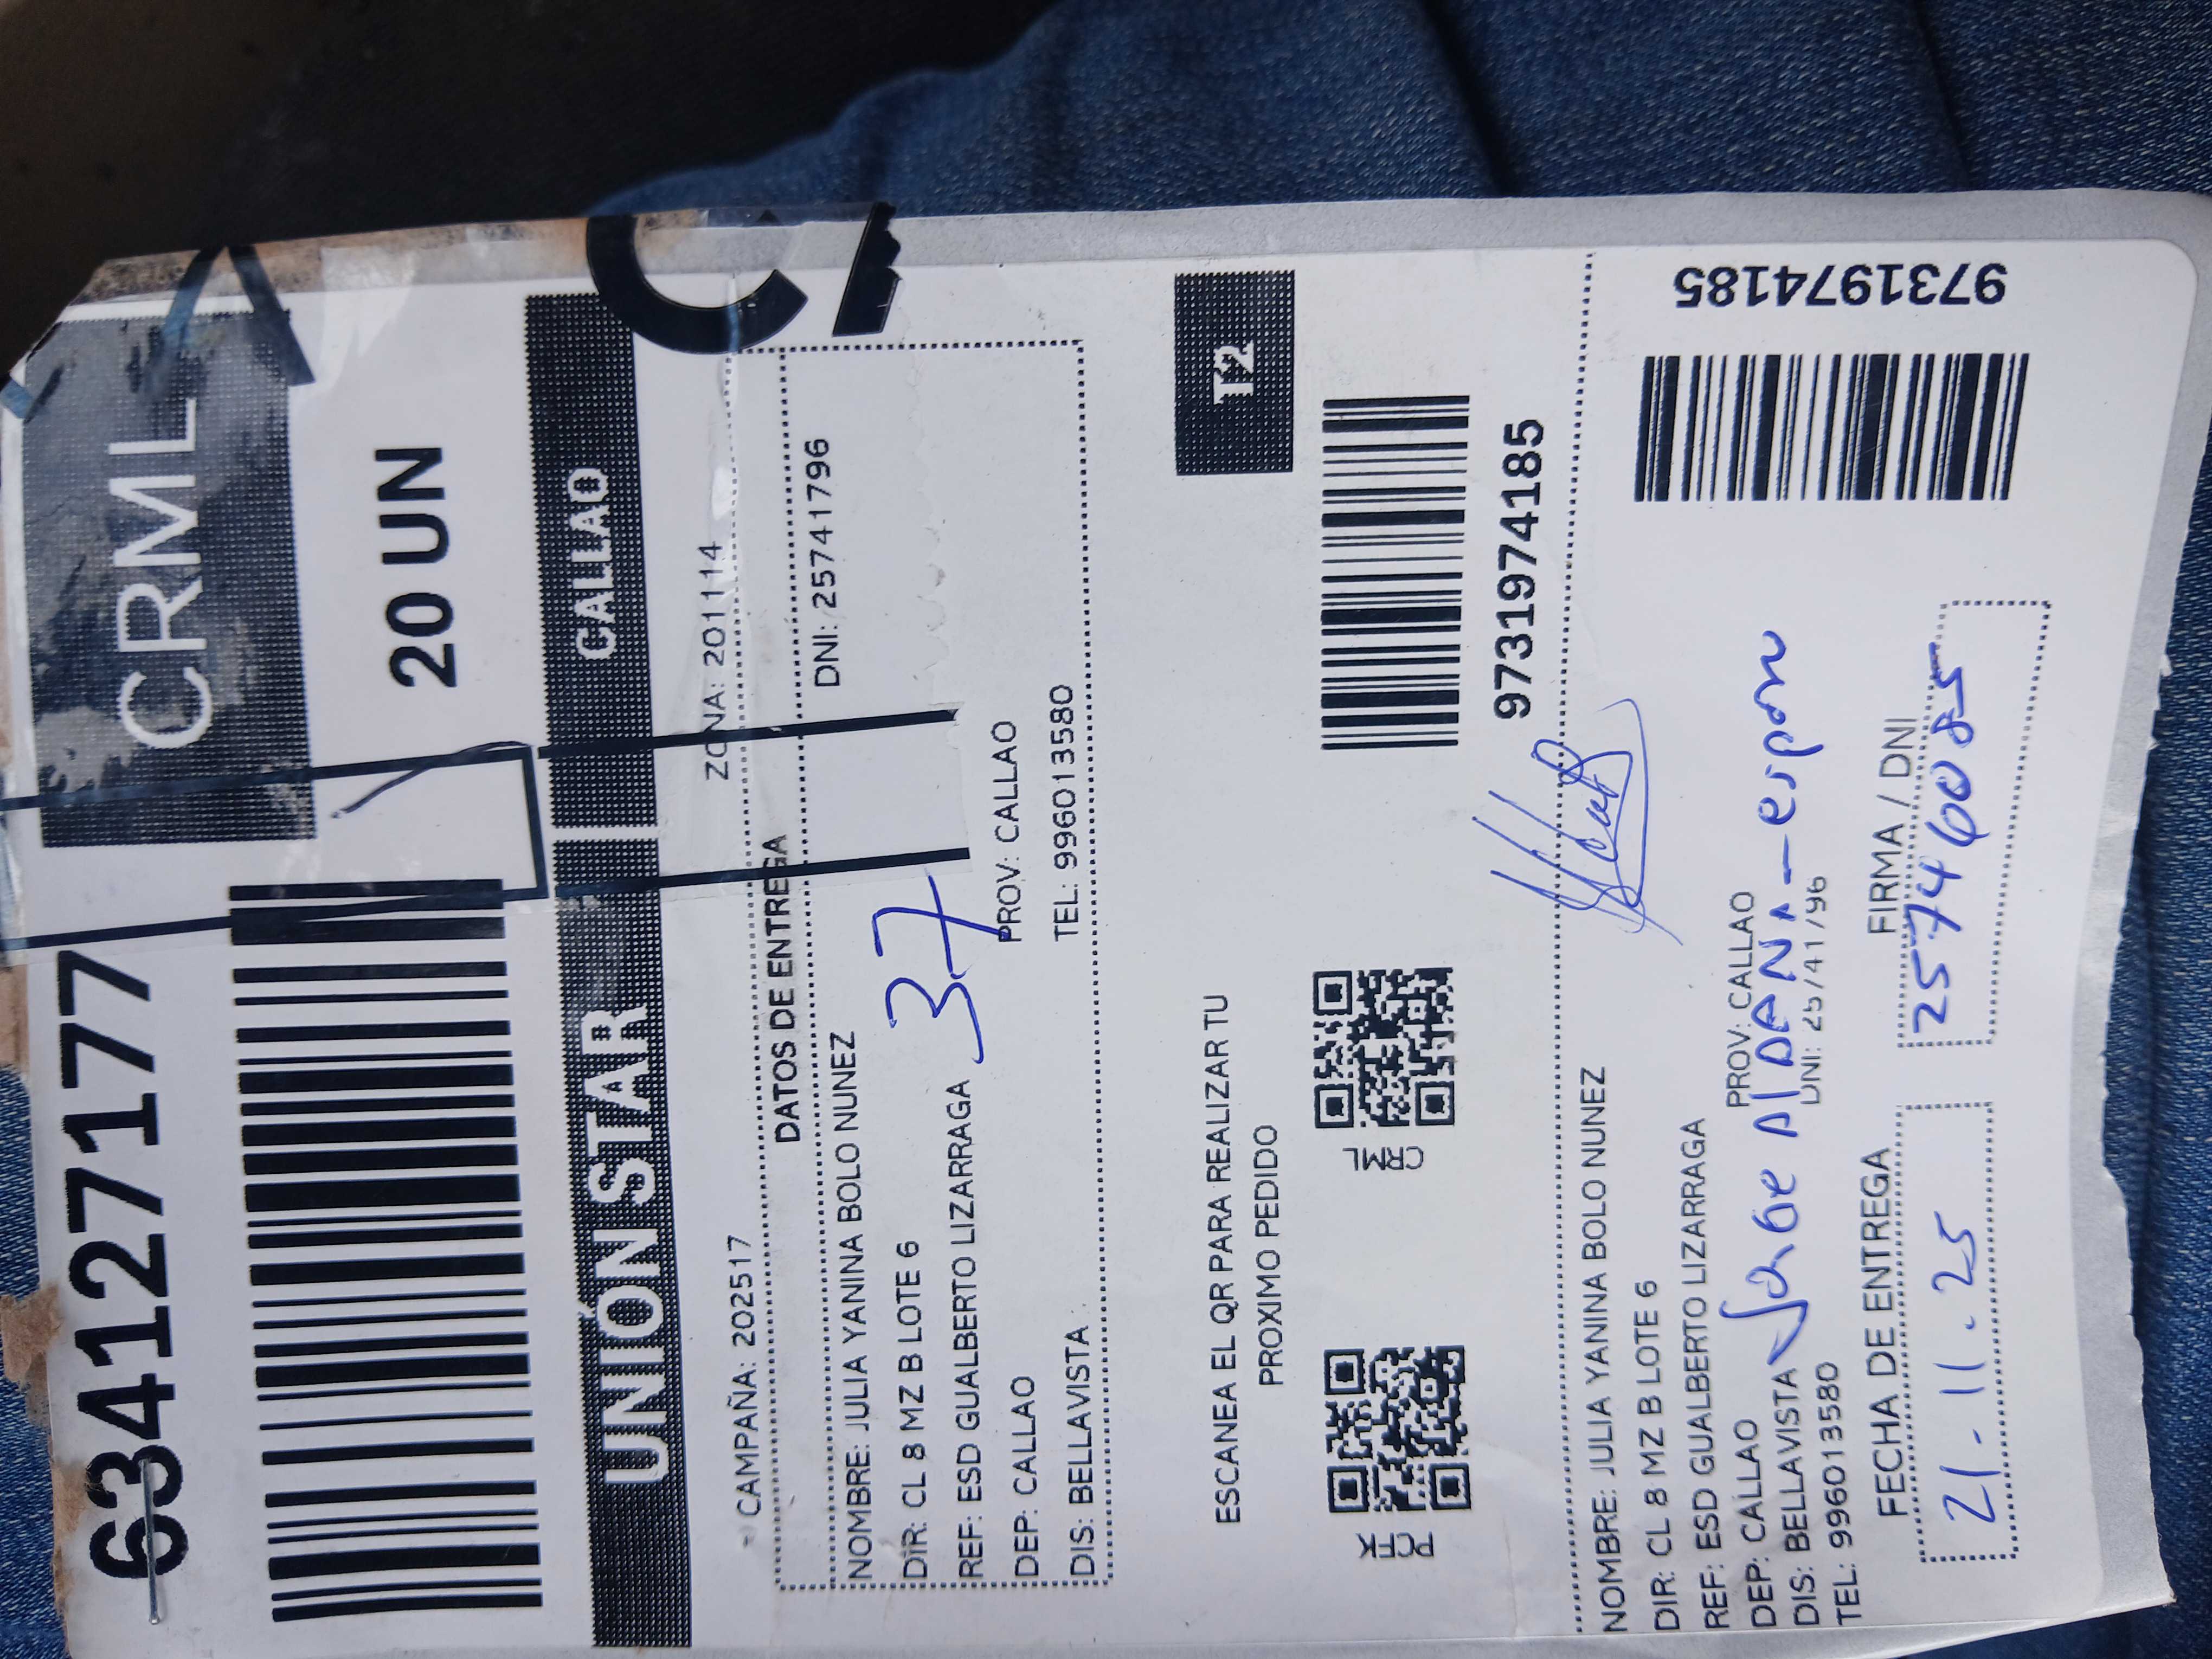 634127177
CRML
20 UN
UNIÓN STAR
CALLAO
CAMPAÑA: 202517
ZONA: 201114
DATOS DE ENTREGA
NOMBRE: JULIA YANINA BOLO NUNEZ
DNI: 25741796
DIR: CL 8 MZ B LOTE 6
37
REF: ESD GUALBERTO LIZARRAGA
DEP: CALLAO
PROV: CALLAO
DIS: BELLAVISTA
TEL: 996013580
T2
ESCANEA EL QR PARA REALIZAR TU
PROXIMO PEDIDO
PCFK
CRML
9731974185
NOMBRE: JULIA YANINA BOLO NUNEZ
DIR: CL 8 MZ B LOTE 6
REF: ESD GUALBERTO LIZARRAGA
DEP: CALLAO
PROV: CALLAO
DIS: BELLAVISTA
DNI: 25741796
TEL: 996013580
FECHA DE ENTREGA
FIRMA / DNI
21-11.25
25746085
9731974185